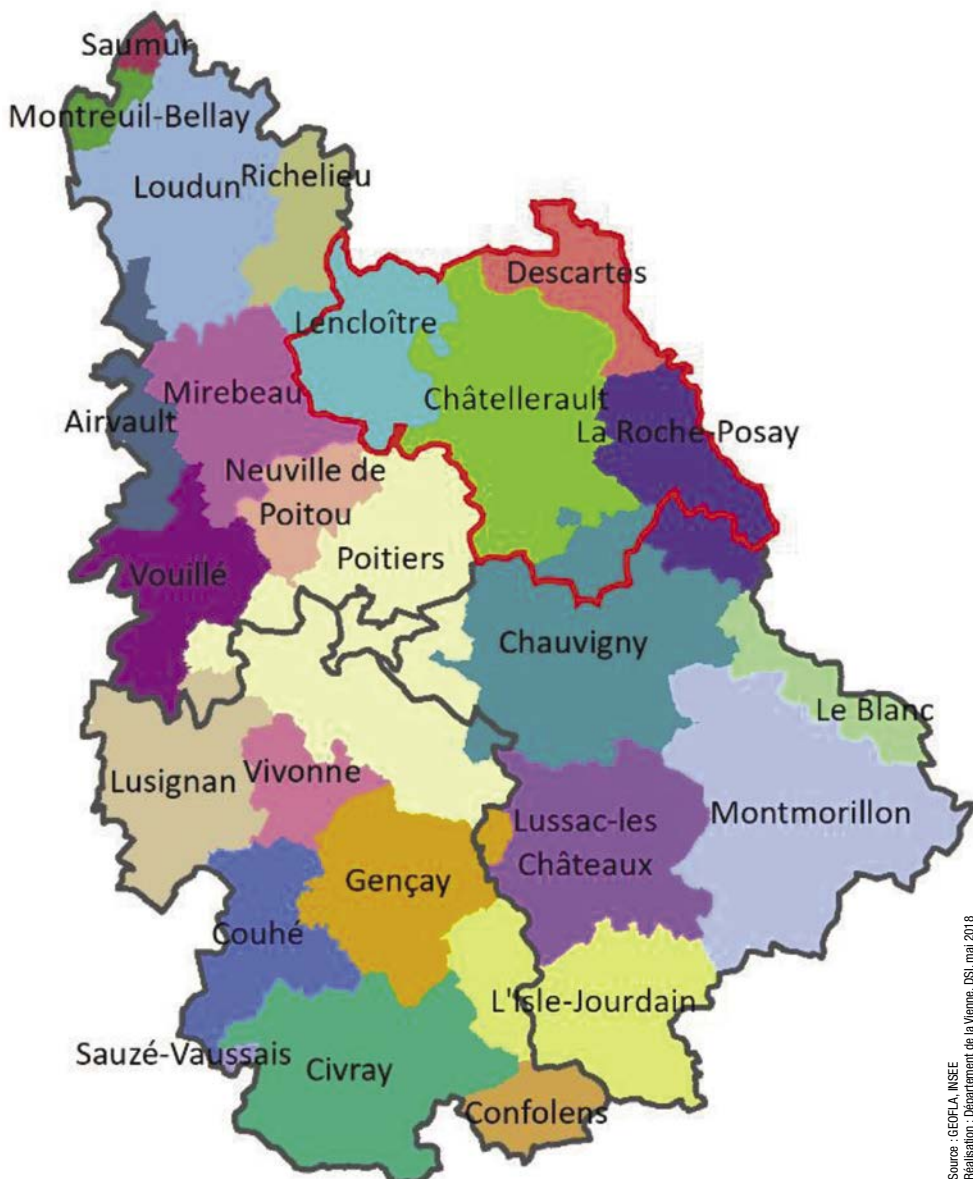 Saumur
Montreuil-Bellay
Loudun
Richelieu
Descartes
Lencloître
Mirebeau
Châtellerault
Airvault
La Roche-Posay
Neuville de
Poitou
Poitiers
Vouillé
Chauvigny
Le Blanc
Lusignan
Vivonne
Lussac-les
Châteaux
Montmorillon
Gençay
Couhé
L'Isle-Jourdain
Sauzé-Vaussais
Civray
Confolens
Source : GEOFLA, INSEE
Réalisation : Département de la Vienne, DSI, mai 2018